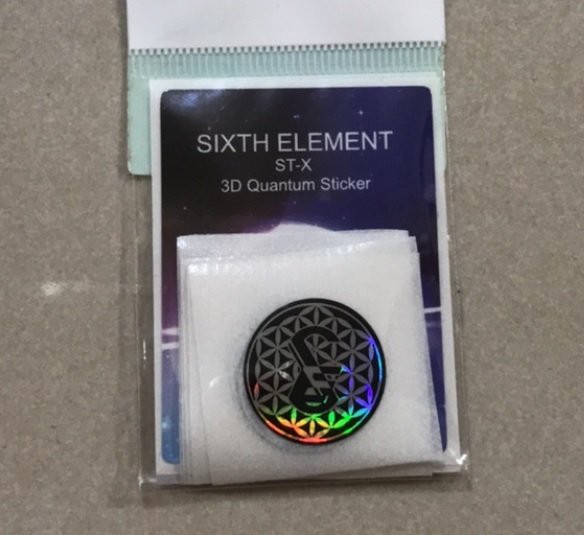 SIXTH ELEMENT
ST-X
3D Quantum Sticker